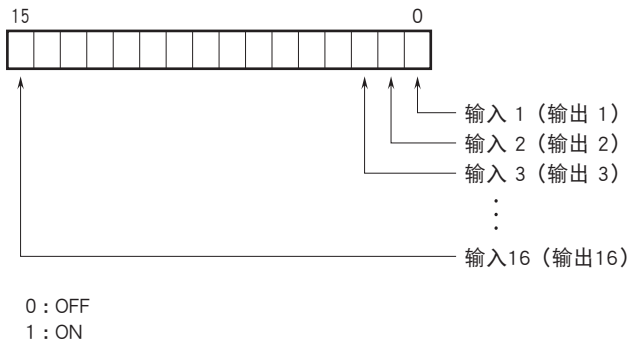 15 0
输入 1（输出 1）
输入 2（输出 2）
输入 3（输出 3）
⋮
输入16（输出16）
0：OFF
1：ON